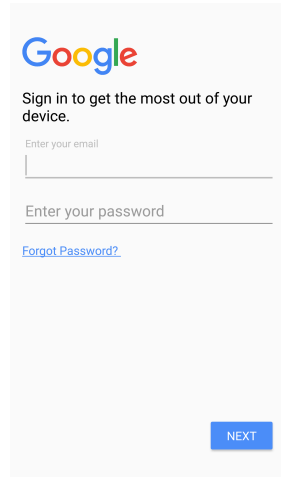 Google
Sign in to get the most out of your
device.
Enter your email
Enter your password
Forgot Password?
NEXT